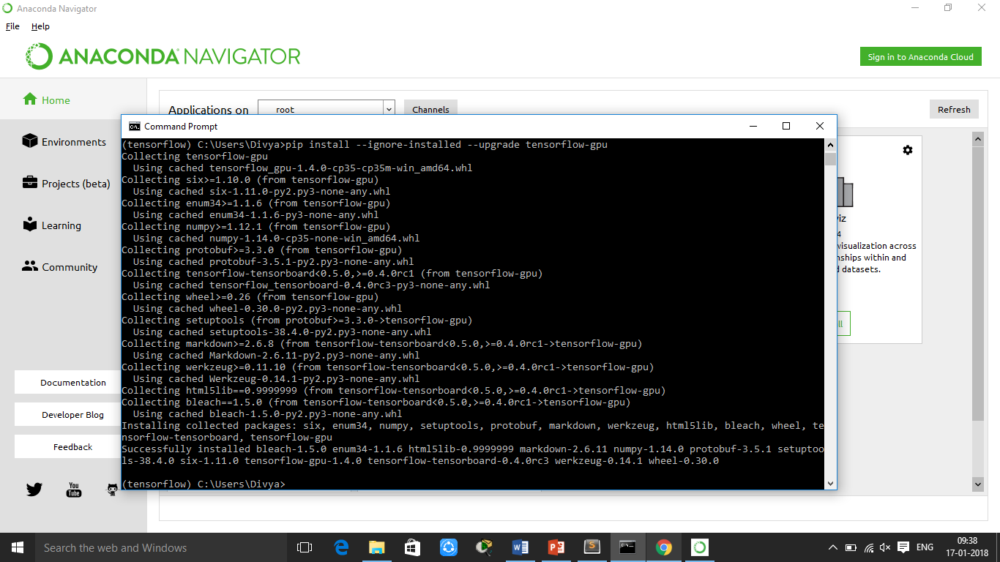 Anaconda Navigator
File Help
ANACONDA NAVIGATOR
Sign in to Anaconda Cloud
Home
Applications on root Channels Refresh
Environments
Projects (beta)
Learning
Community
Documentation
Developer Blog
Feedback
You
Tube
Command Prompt
(tensorflow) C:\Users\Divya>pip install --ignore-installed --upgrade tensorflow-gpu
Collecting tensorflow-gpu
Using cached tensorflow_gpu-1.4.0-cp35-cp35m-win_amd64.whl
Collecting six>=1.10.0 (from tensorflow-gpu)
Using cached six-1.11.0-py2.py3-none-any.whl
Collecting enum34>=1.1.6 (from tensorflow-gpu)
Using cached enum34-1.1.6-py3-none-any.whl
Collecting numpy>=1.12.1 (from tensorflow-gpu)
Using cached numpy-1.14.0-cp35-none-win_amd64.whl
Collecting protobuf>=3.3.0 (from tensorflow-gpu)
Using cached protobuf-3.5.1-py2.py3-none-any.whl
Collecting tensorflow-tensorboard<0.5.0,>=0.4.0rc1 (from tensorflow-gpu)
Using cached tensorflow_tensorboard-0.4.0rc3-py3-none-any.whl
Collecting wheel>=0.26 (from tensorflow-gpu)
Using cached wheel-0.30.0-py2.py3-none-any.whl
Collecting setuptools (from protobuf>=3.3.0->tensorflow-gpu)
Using cached setuptools-38.4.0-py2.py3-none-any.whl
Collecting markdown>=2.6.8 (from tensorflow-tensorboard<0.5.0,>=0.4.0rc1->tensorflow-gpu)
Using cached Markdown-2.6.11-py2.py3-none-any.whl
Collecting werkzeug>=0.11.10 (from tensorflow-tensorboard<0.5.0,>=0.4.0rc1->tensorflow-gpu)
Using cached Werkzeug-0.14.1-py2.py3-none-any.whl
Collecting html5lib==0.9999999 (from tensorflow-tensorboard<0.5.0,>=0.4.0rc1->tensorflow-gpu)
Collecting bleach==1.5.0 (from tensorflow-tensorboard<0.5.0,>=0.4.0rc1->tensorflow-gpu)
Using cached bleach-1.5.0-py2.py3-none-any.whl
Installing collected packages: six, enum34, numpy, setuptools, protobuf, markdown, werkzeug, html5lib, bleach, wheel, te
nsorflow-tensorboard, tensorflow-gpu
Successfully installed bleach-1.5.0 enum34-1.1.6 html5lib-0.9999999 markdown-2.6.11 numpy-1.14.0 protobuf-3.5.1 setuptoo
ls-38.4.0 six-1.11.0 tensorflow-gpu-1.4.0 tensorflow-tensorboard-0.4.0rc3 werkzeug-0.14.1 wheel-0.30.0
(tensorflow) C:\Users\Divya>
iz
4
visualization across
nships within and
d datasets.
ll
Search the web and Windows
ENG
09:38
17-01-2018